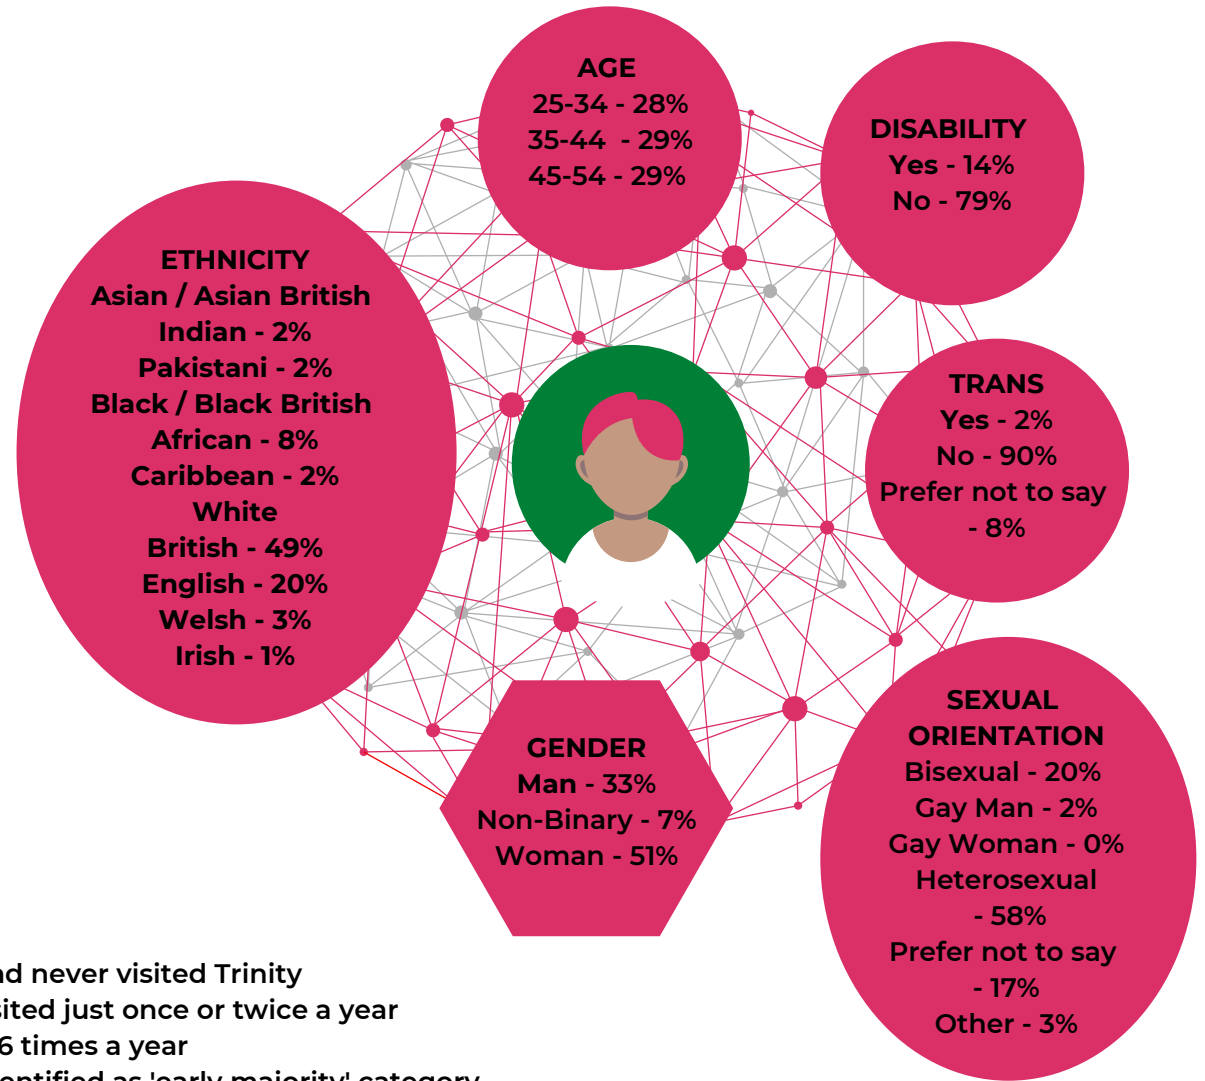 AGE
25-34 - 28%
35-44 - 29%
45-54 - 29%
DISABILITY
Yes - 14%
No - 79%
ETHNICITY
Asian / Asian British
Indian - 2%
Pakistani - 2%
Black / Black British
African - 8%
Caribbean - 2%
White
British - 49%
English - 20%
Welsh - 3%
Irish - 1%
TRANS
Yes - 2%
No - 90%
Prefer not to say
- 8%
GENDER
Man - 33%
Non-Binary - 7%
Woman - 51%
SEXUAL
ORIENTATION
Bisexual - 20%
Gay Man - 2%
Gay Woman - 0%
Heterosexual
- 58%
Prefer not to say
- 17%
Other - 3%
never visited Trinity
just once or twice a year
6 times a year
as 'early majority' category